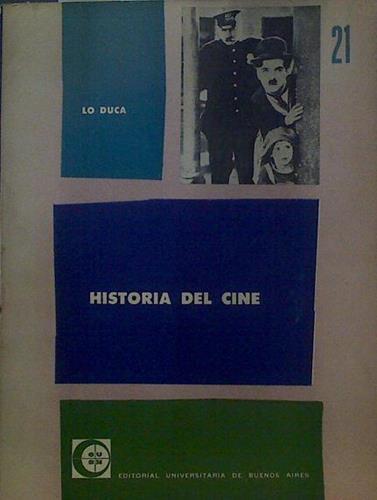 21
LO DUCA
HISTORIA DEL CINE
EDITORIAL UNIVERSITARIA DE BUENOS AIRES